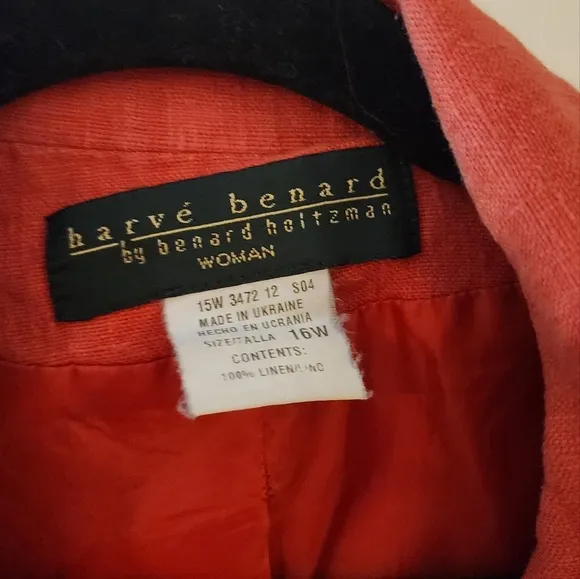 harvé benard
by benard holtzman
WOMAN
15W 3472 12 S04
MADE IN UKRAINE
HECHO EN UCRANIA
SIZE/TALLA 16W
CONTENTS:
100% LINEN/LINO